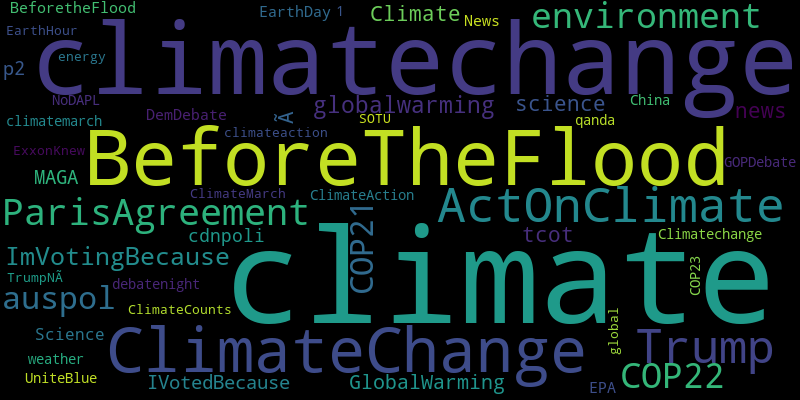 BeforetheFlood
EarthDay
1
Climate
News
environment
EarthHour
climatechange
energy
p2
NoDAPL
DemDebate
Ã
globalwarming
science
China
news
climatemarch
SOTU
qanda
climateaction
BeforeTheFlood
ExxonKnew
GOPDebate
MAGA
ClimateMarch
ClimateAction
ParisAgreement
ActOnClimate
cdnpoli
COP21
tcot
Climatechange
ImVotingBecause
climate
TrumpNÃ
debatenight
COP23
auspol
ClimateCounts
global
Science
ClimateChange
Trump
weather
UniteBlue
IVotedBecause
GlobalWarming
EPA
COP22